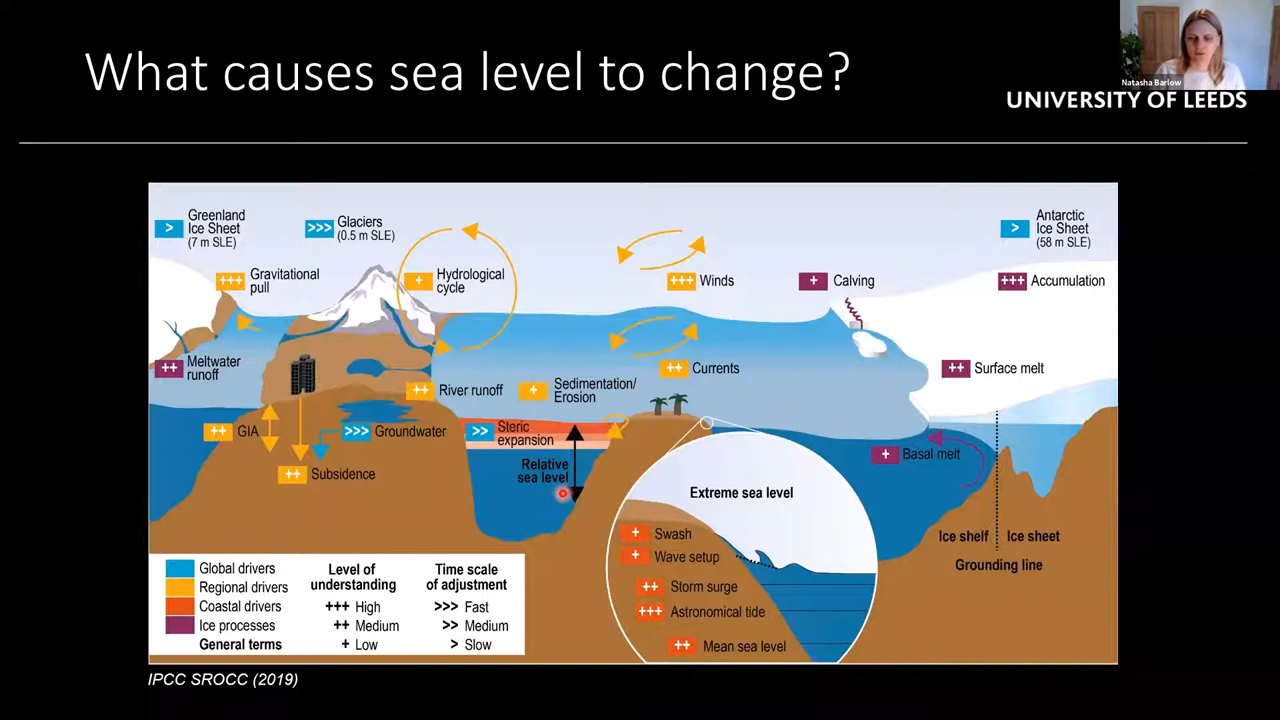 What causes sea level to change?
Natasha Barlow
UNIVERSITY OF LEEDS
> Greenland
Ice Sheet
(7 m SLE)
>>> Glaciers
(0.5 m SLE)
> Antarctic
Ice Sheet
(58 m SLE)
+++ Gravitational
pull
+ Hydrological
cycle
+++ Winds
+ Calving
+++ Accumulation
++ Meltwater
runoff
++ River runoff
+ Sedimentation/
Erosion
++ Currents
++ Surface melt
++ GIA
>>> Groundwater
>> Steric
expansion
++ Subsidence
Relative
sea level
+ Basal melt
Extreme sea level
+ Swash
+ Wave setup
++ Storm surge
+++ Astronomical tide
++ Mean sea level
Ice shelf
Ice sheet
Grounding line
Global drivers
Regional drivers
Coastal drivers
Ice processes
General terms
Level of
understanding
+++ High
++ Medium
+ Low
Time scale
of adjustment
>>> Fast
>> Medium
> Slow
IPCC SROCC (2019)